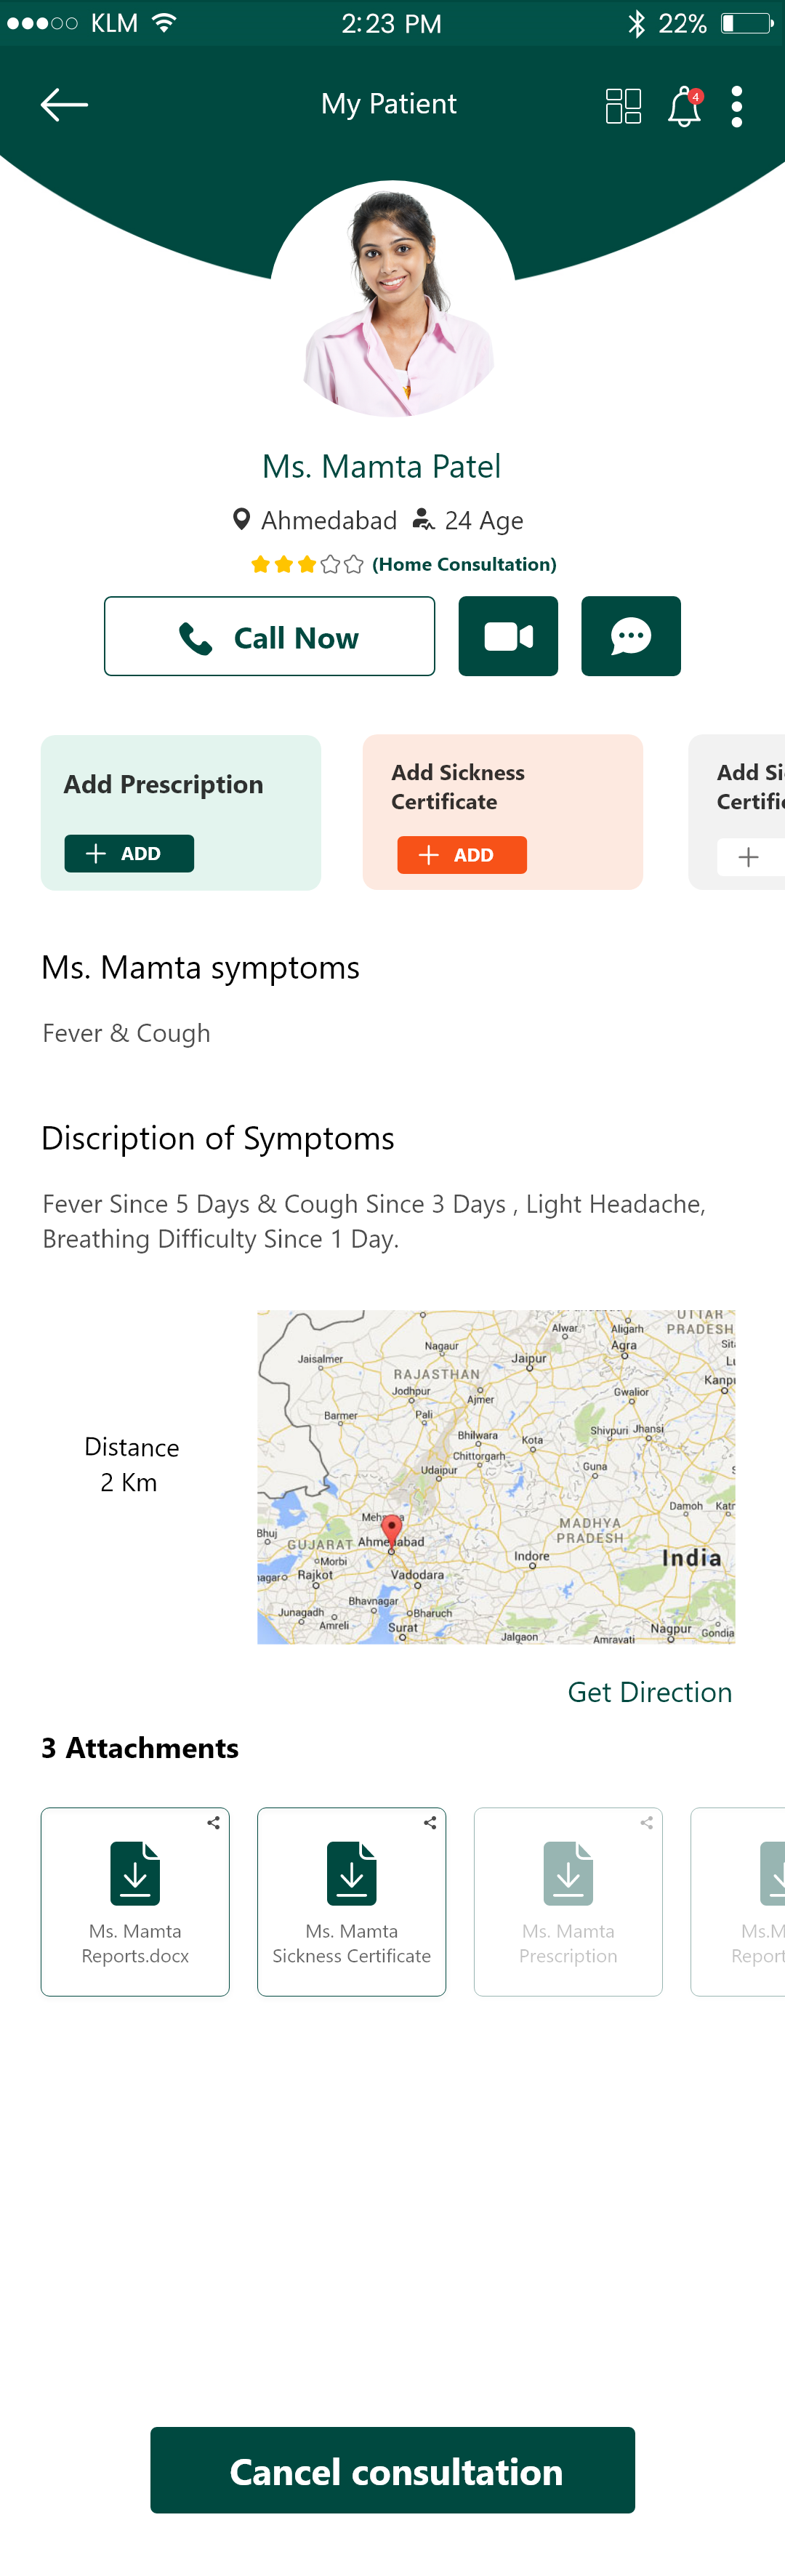 KLM
2:23 PM
22%
My Patient
4
Ms. Mamta Patel
Ahmedabad
24 Age
(Home Consultation)
Call Now
Add Prescription
ADD
Add Sickness
Certificate
ADD
Add Si
Certific
Ms. Mamta symptoms
Fever & Cough
Discription of Symptoms
Fever Since 5 Days & Cough Since 3 Days , Light Headache,
Breathing Difficulty Since 1 Day.
Distance
2 Km
UTTAR
PRADESH
Alwar
Aligarh
Agra
Nagaur
Jaisalmer
Jaipur
RAJASTHAN
Kanpu
Jodhpur
Ajmer
Gwalior
Barmer
Pali
Bhilwara
Kota
Shivpuri
Jhansi
Chittorgarh
Udaipur
Guna
Damoh
Katr
Bhuj
GUJARAT
Ahmedabad
MADHYA
PRADESH
Morbi
Indore
India
nagar
Rajkot
Vadodara
Bhavnagar
Junagadh
Bharuch
Amreli
Surat
Jalgaon
Amravati
Nagpur
Gondia
Get Direction
3 Attachments
Ms. Mamta
Reports.docx
Ms. Mamta
Sickness Certificate
Ms. Mamta
Prescription
Ms.M
Report
Cancel consultation